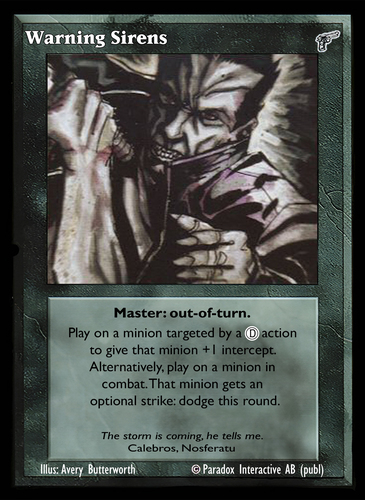 Warning Sirens
Master: out-of-turn.
Play on a minion targeted by a Ⓓ action
to give that minion +1 intercept.
Alternatively, play on a minion in
combat. That minion gets an
optional strike: dodge this round.
The storm is coming, he tells me.
Calebros, Nosferatu
Illus: Avery Butterworth
© Paradox Interactive AB (publ)